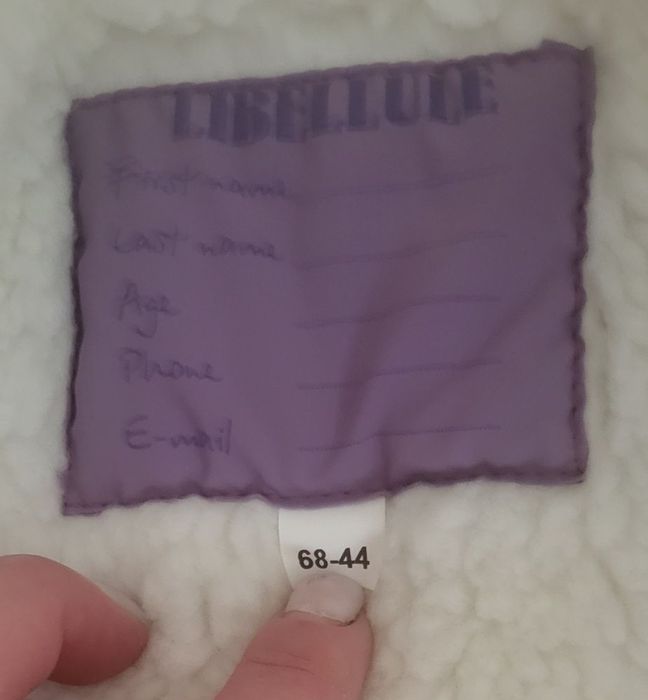 LIBELLULE
First name
Last name
Age
Phone
E-mail
68-44